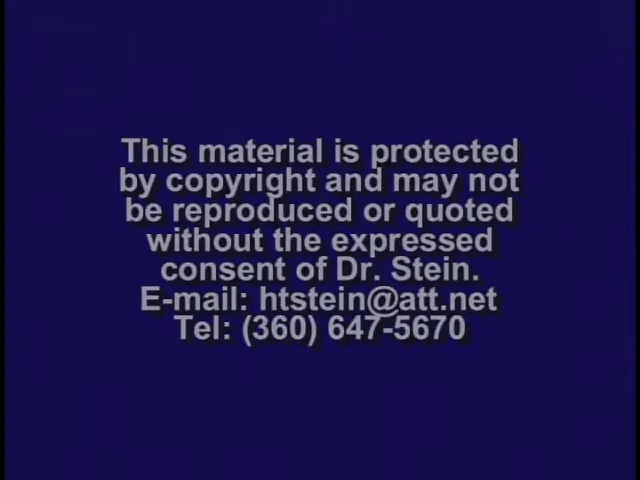 This material is protected
by copyright and may not
be reproduced or quoted
without the expressed
consent of Dr. Stein.
E-mail: htstein@att.net
Tel: (360) 647-5670